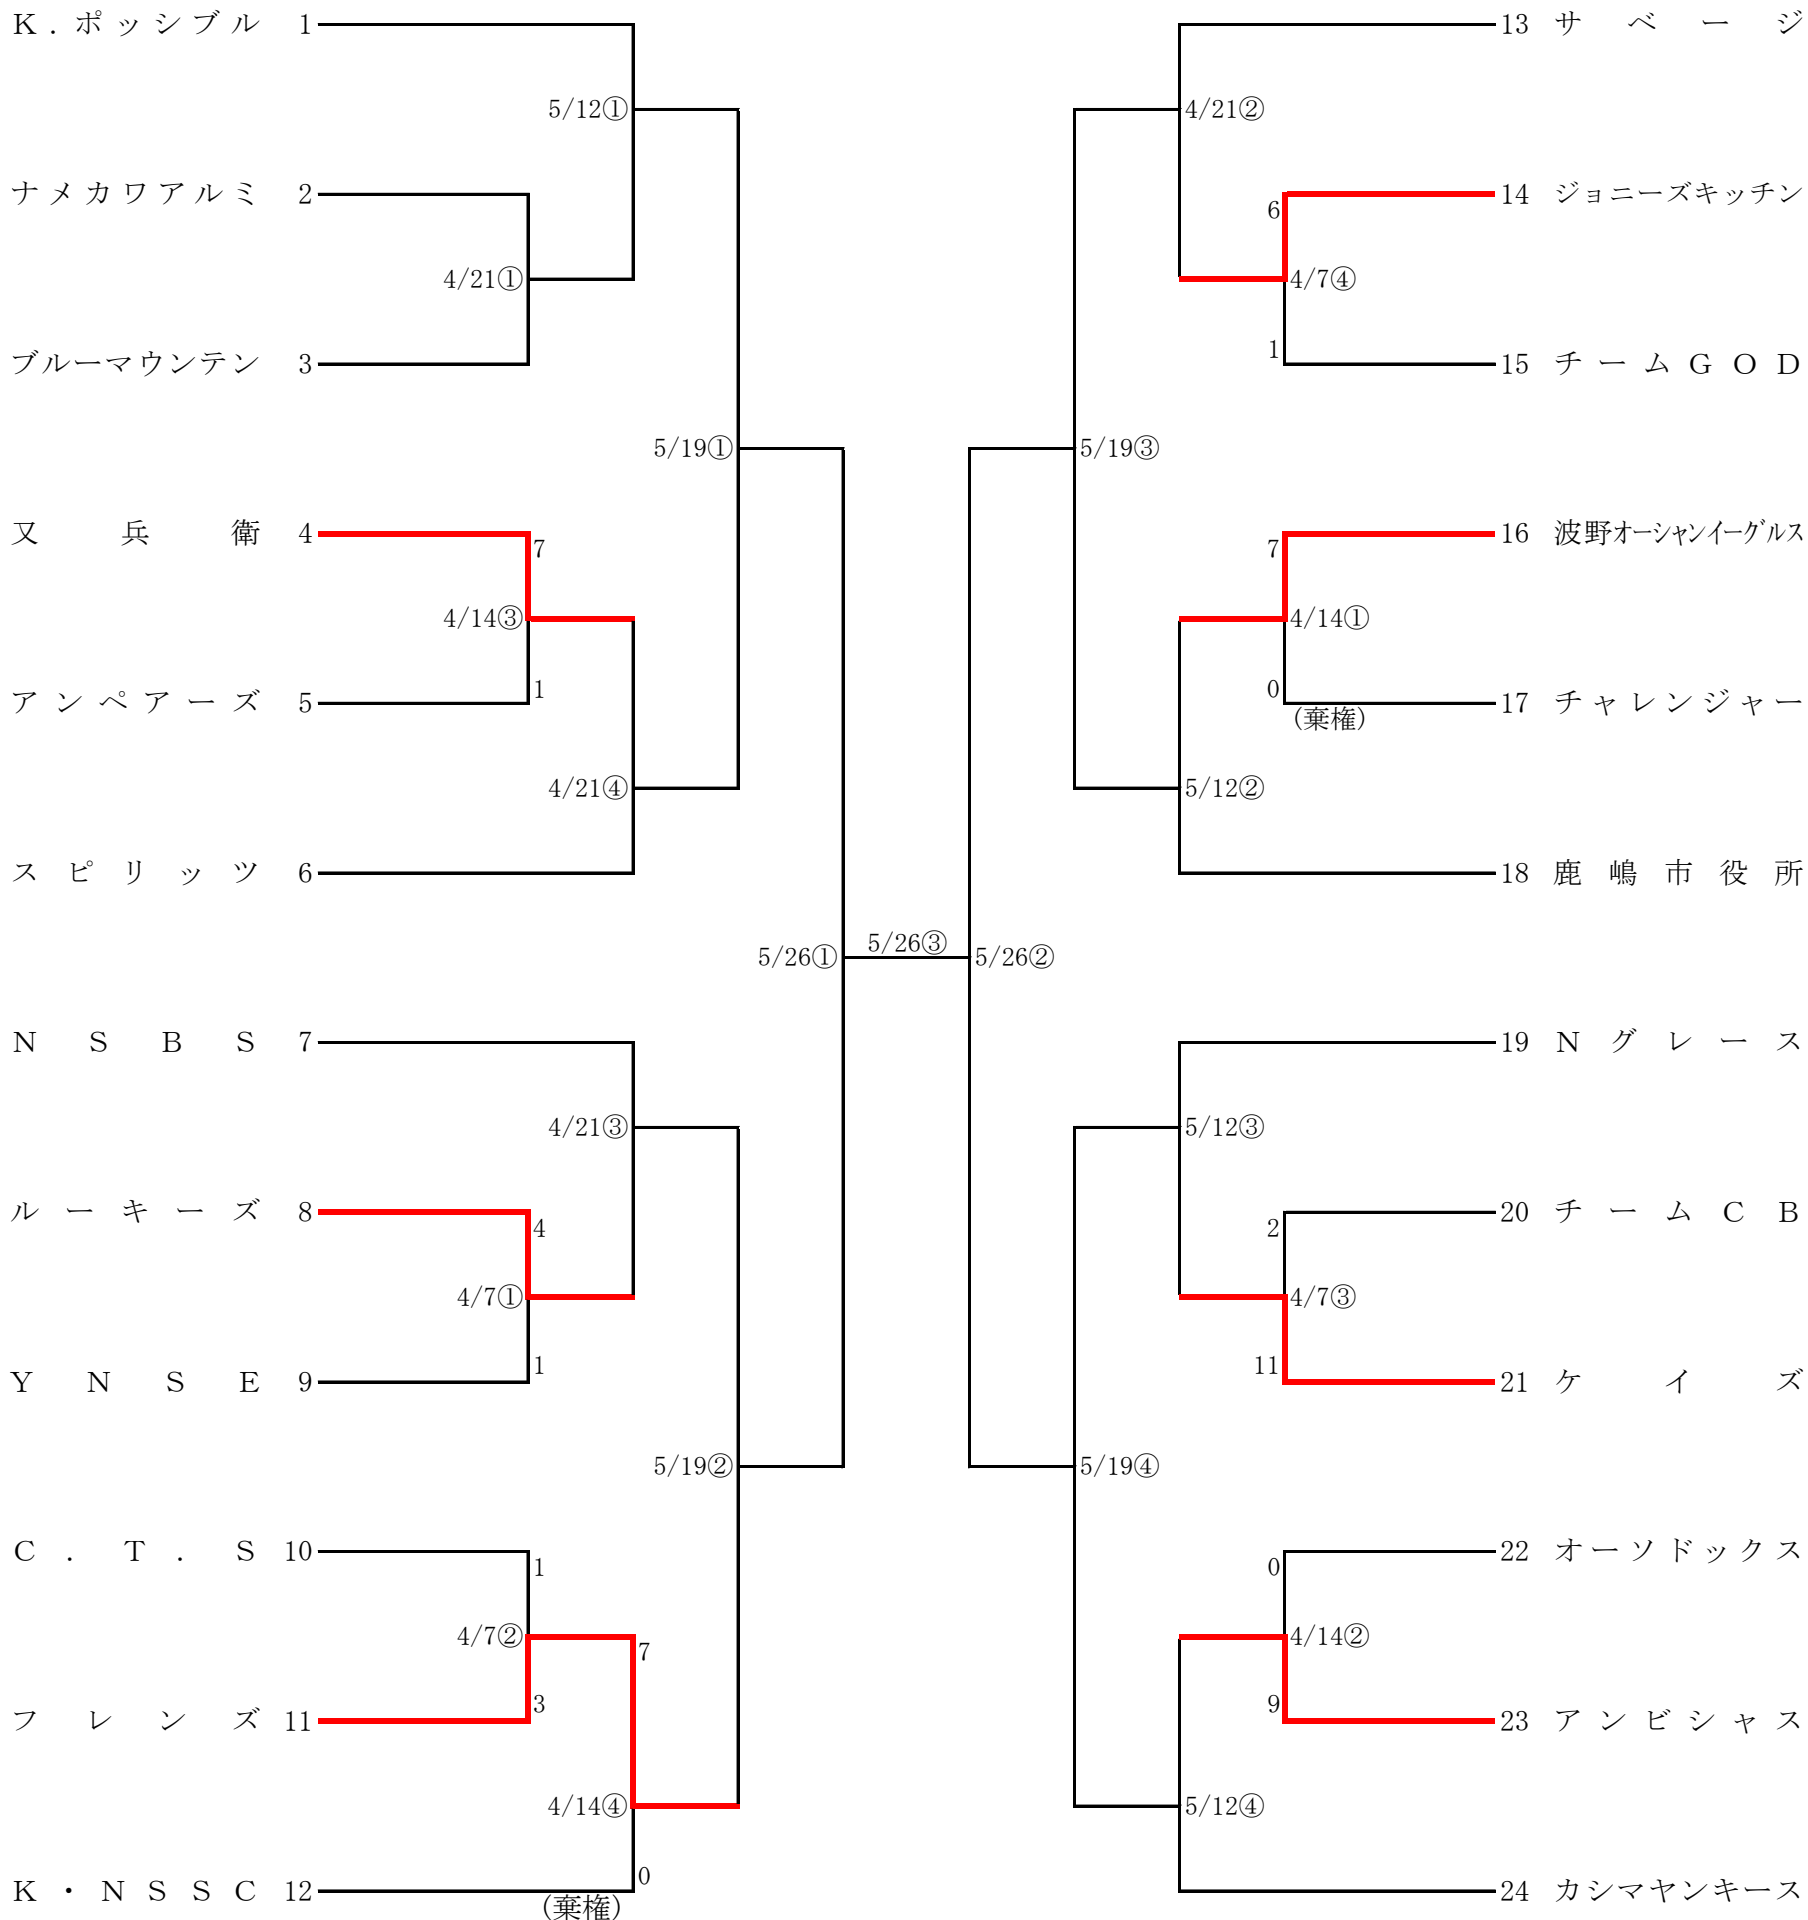 K.ポッシブル 1
5/12①
ナメカワアルミ 2
4/21①
ブルーマウンテン 3
5/19①
又兵衛 4
7
4/14③
アンペアーズ 5
1
4/21④
スピリッツ 6
5/26①
5/26③
NSBS 7
4/21③
ルーキーズ 8
4
4/7①
YNSE 9
1
5/19②
C.T.S 10
1
4/7②
7
フレンズ 11
3
4/14④
K・NSSC 12
0
(棄権)
13 サベージ
4/21②
14 ジョニーズキッチン
6
4/7④
15 チームGOD
1
5/19③
16 波野オーシャンイーグルス
7
4/14①
17 チャレンジャー
0
(棄権)
5/12②
18 鹿嶋市役所
5/26②
19 Nグレース
5/12③
20 チームCB
2
4/7③
21 ケイズ
11
5/19④
22 オーソドックス
0
4/14②
23 アンビシャス
9
5/12④
24 カシマヤンキース